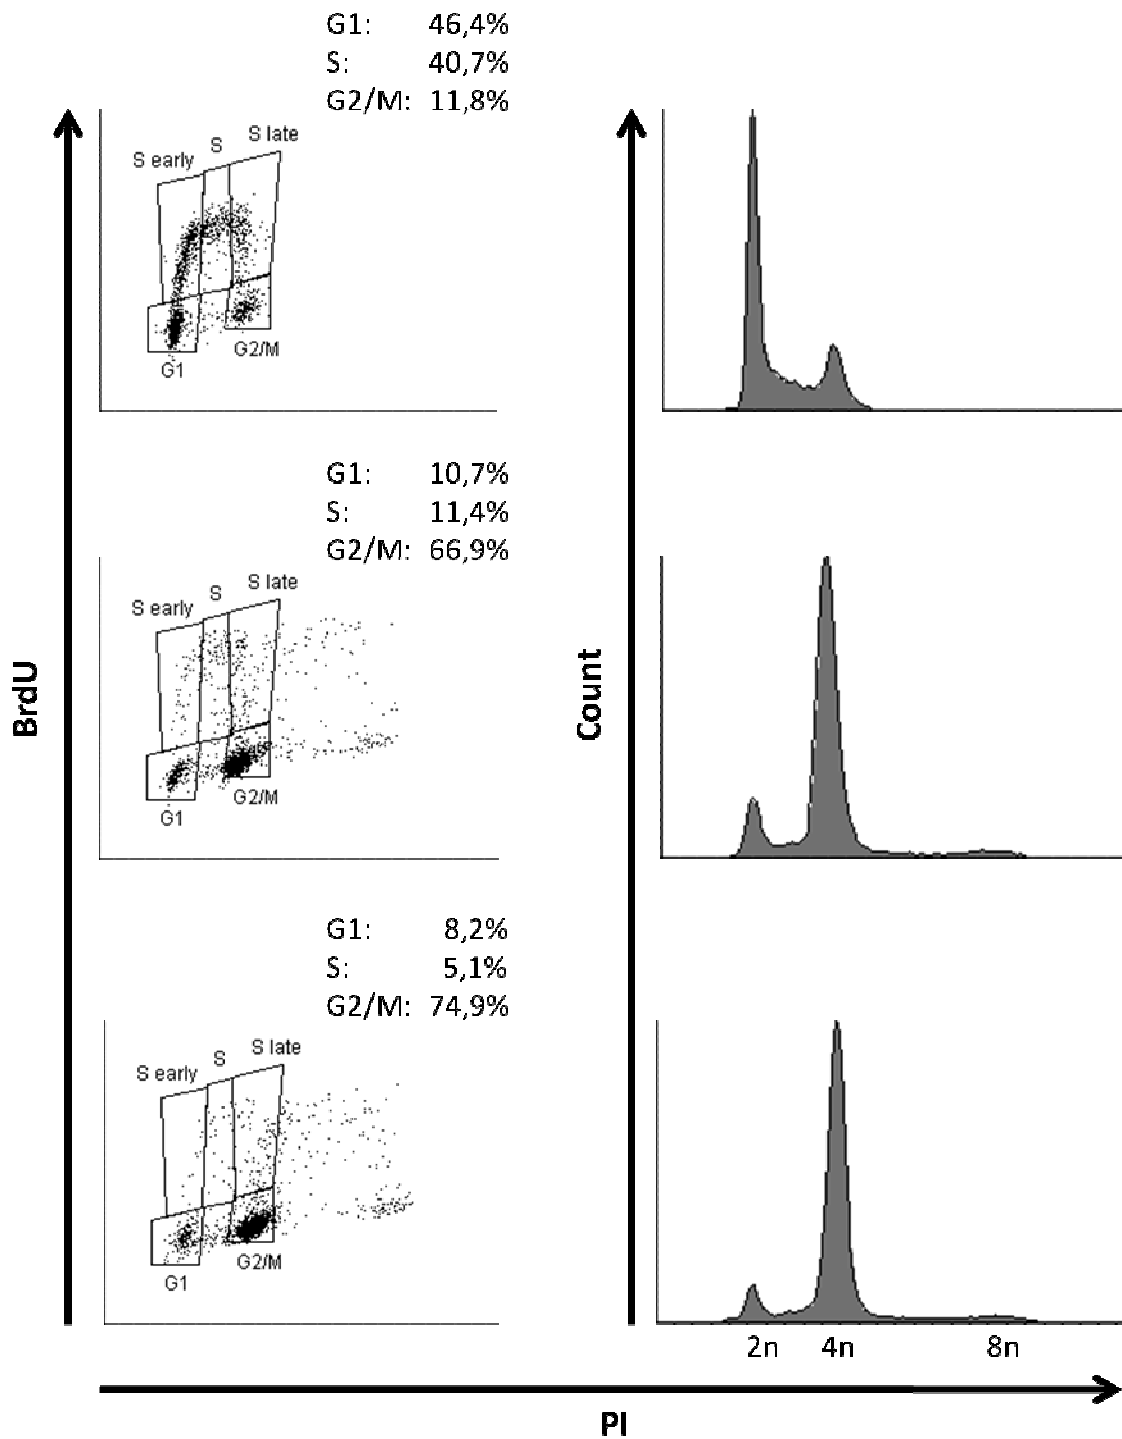 G1: 46,4%
S: 40,7%
G2/M: 11,8%
S late
S
S early
G2/M
G1
G1: 10,7%
S: 11,4%
G2/M: 66,9%
S late
S
S early
G2/M
G1
BrdU
Count
G1: 8,2%
S: 5,1%
G2/M: 74,9%
S late
S
S early
G2/M
G1
2n 4n 8n
PI